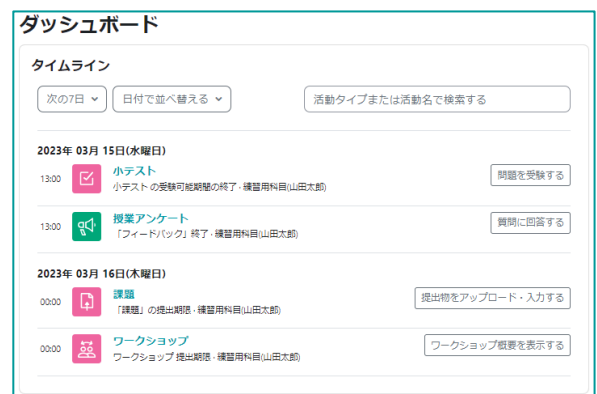 ダッシュボード
タイムライン
次の7日
日付で並べ替える
活動タイプまたは活動名で検索する
2023年 03月 15日(水曜日)
13:00
小テスト
小テスト の受験可能期間の終了 · 練習用科目(山田太郎)
問題を受験する
13:00
授業アンケート
「フィードバック」終了 · 練習用科目(山田太郎)
質問に回答する
2023年 03月 16日(木曜日)
00:00
課題
「課題」の提出期限 · 練習用科目(山田太郎)
提出物をアップロード・入力する
00:00
ワークショップ
ワークショップ 提出期限 · 練習用科目(山田太郎)
ワークショップ概要を表示する